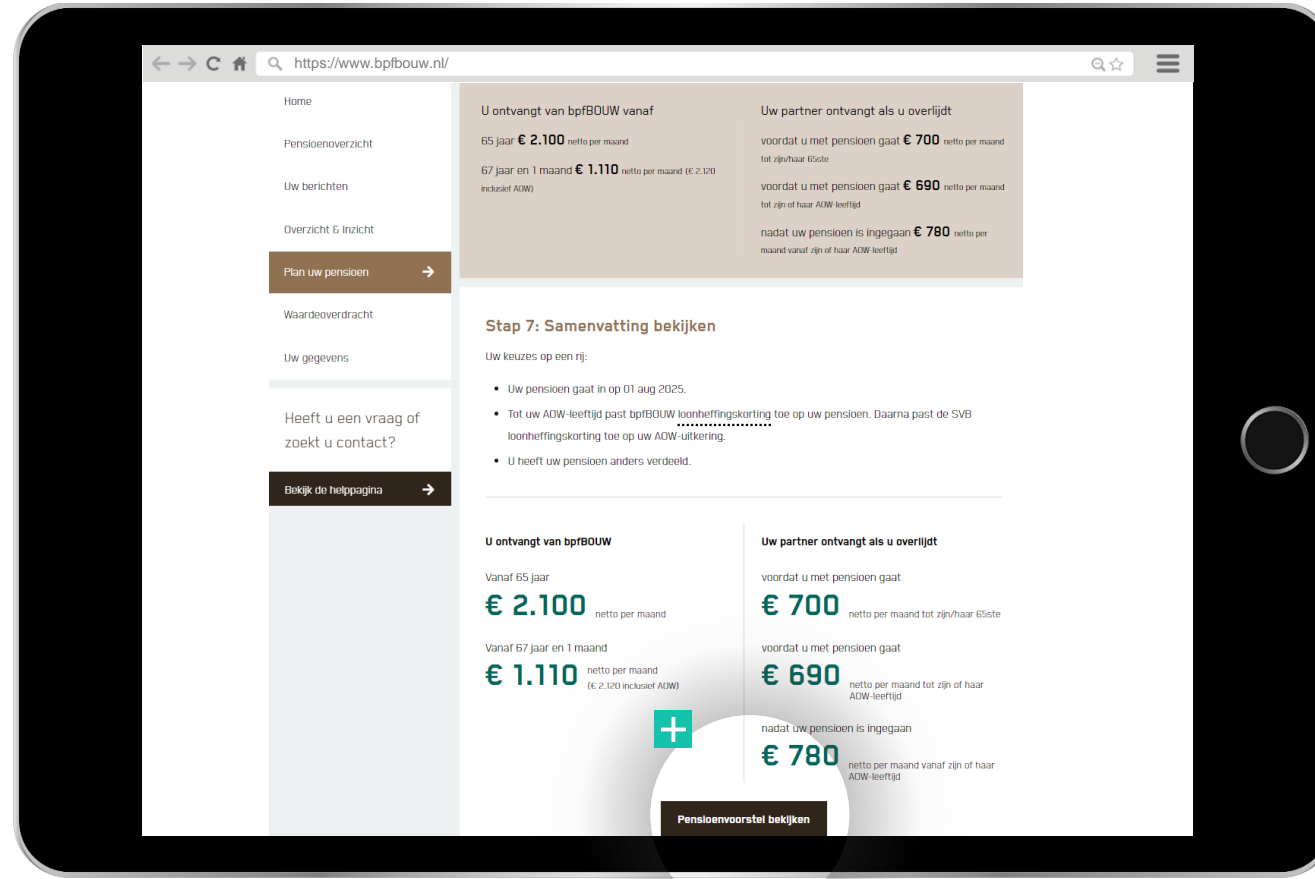 https://www.bpfbouw.nl/
Home
Pensioenoverzicht
Uw berichten
Overzicht & Inzicht
Plan uw pensioen
Waardeoverdracht
Uw gegevens
Heeft u een vraag of
zoekt u contact?
Bekijk de helppagina
U ontvangt van bpfBOUW vanaf
65 jaar € 2.100 netto per maand
67 jaar en 1 maand € 1.110 netto per maand (€ 2.120
inclusief AOW)
Uw partner ontvangt als u overlijdt
voordat u met pensioen gaat € 700 netto per maand
tot zijn/haar 65ste
voordat u met pensioen gaat € 690 netto per maand
tot zijn of haar AOW-leeftijd
nadat uw pensioen is ingegaan € 780 netto per
maand vanaf zijn of haar AOW-leeftijd
Stap 7: Samenvatting bekijken
Uw keuzes op een rij:
• Uw pensioen gaat in op 01 aug 2025.
• Tot uw AOW-leeftijd past bpfBOUW loonheffingskorting toe op uw pensioen. Daarna past de SVB
loonheffingskorting toe op uw AOW-uitkering.
• U heeft uw pensioen anders verdeeld.
U ontvangt van bpfBOUW
Vanaf 65 jaar
€ 2.100 netto per maand
Vanaf 67 jaar en 1 maand
€ 1.110 netto per maand
(€ 2.120 inclusief AOW)
Uw partner ontvangt als u overlijdt
voordat u met pensioen gaat
€ 700 netto per maand tot zijn/haar 65ste
voordat u met pensioen gaat
€ 690 netto per maand tot zijn of haar
AOW-leeftijd
nadat uw pensioen is ingegaan
€ 780 netto per maand vanaf zijn of haar
AOW-leeftijd
Pensioenvoorstel bekijken